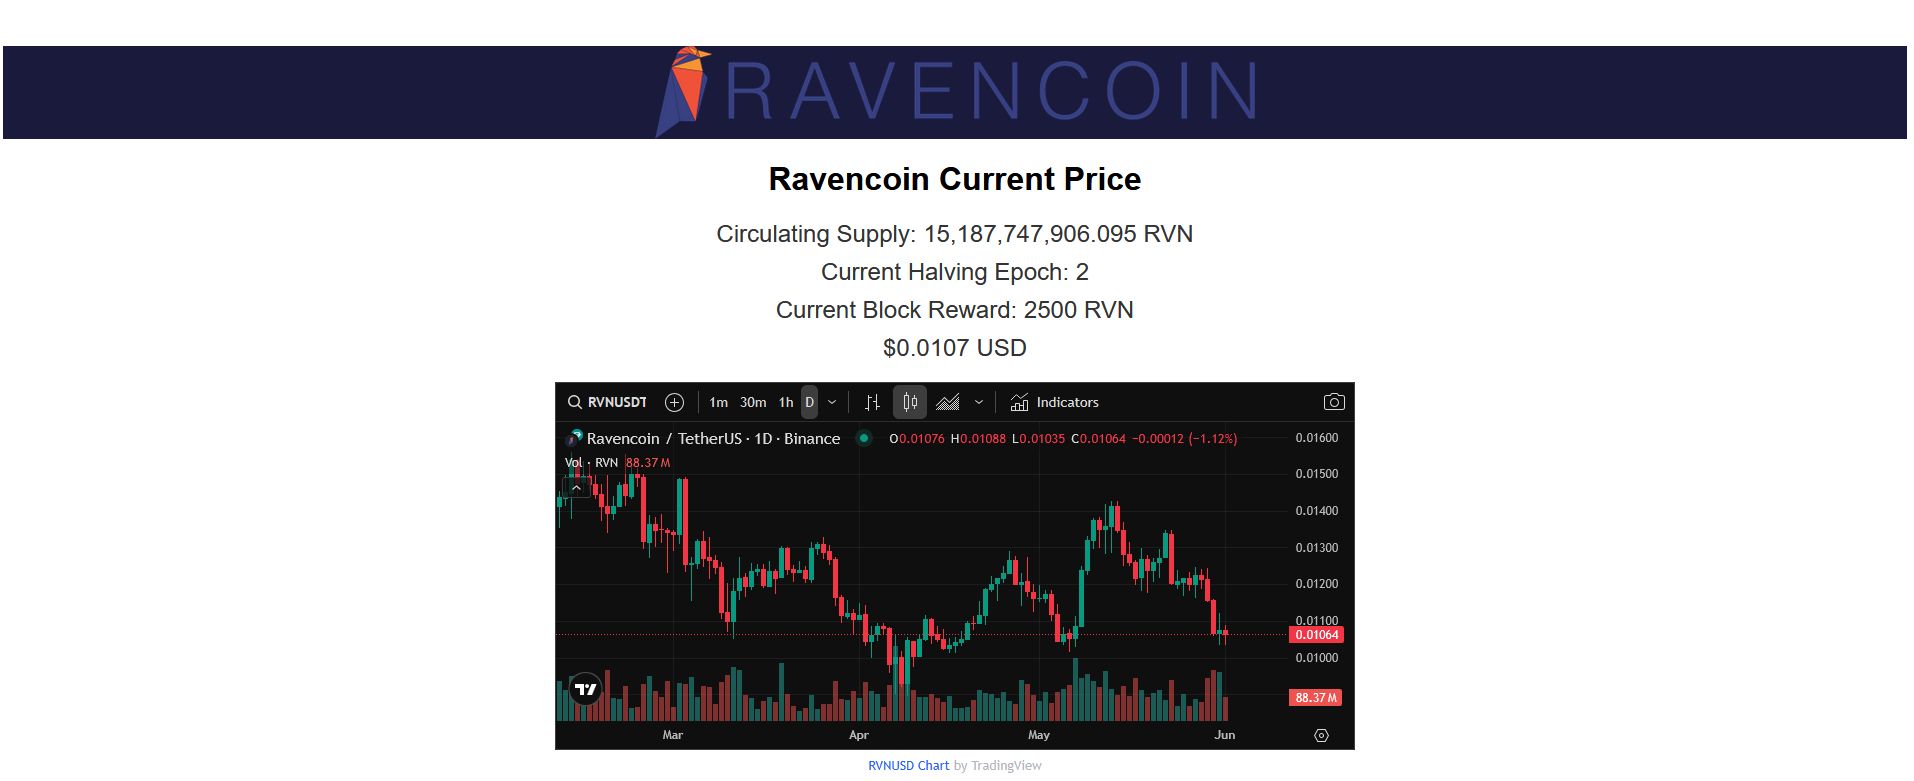 RAVENCOIN
Ravencoin Current Price
Circulating Supply: 15,187,747,906.095 RVN
Current Halving Epoch: 2
Current Block Reward: 2500 RVN
$0.0107 USD
RVNUSDT 1m 30m 1h D Indicators
Ravencoin / TetherUS · 1D · Binance O0.01076 H0.01088 L0.01035 C0.01064 −0.00012 (−1.12%)
Vol · RVN 88.37 M
0.01600
0.01500
0.01400
0.01300
0.01200
0.01100
0.01064
0.01000
88.37 M
Mar Apr May Jun
RVNUSD Chart by TradingView